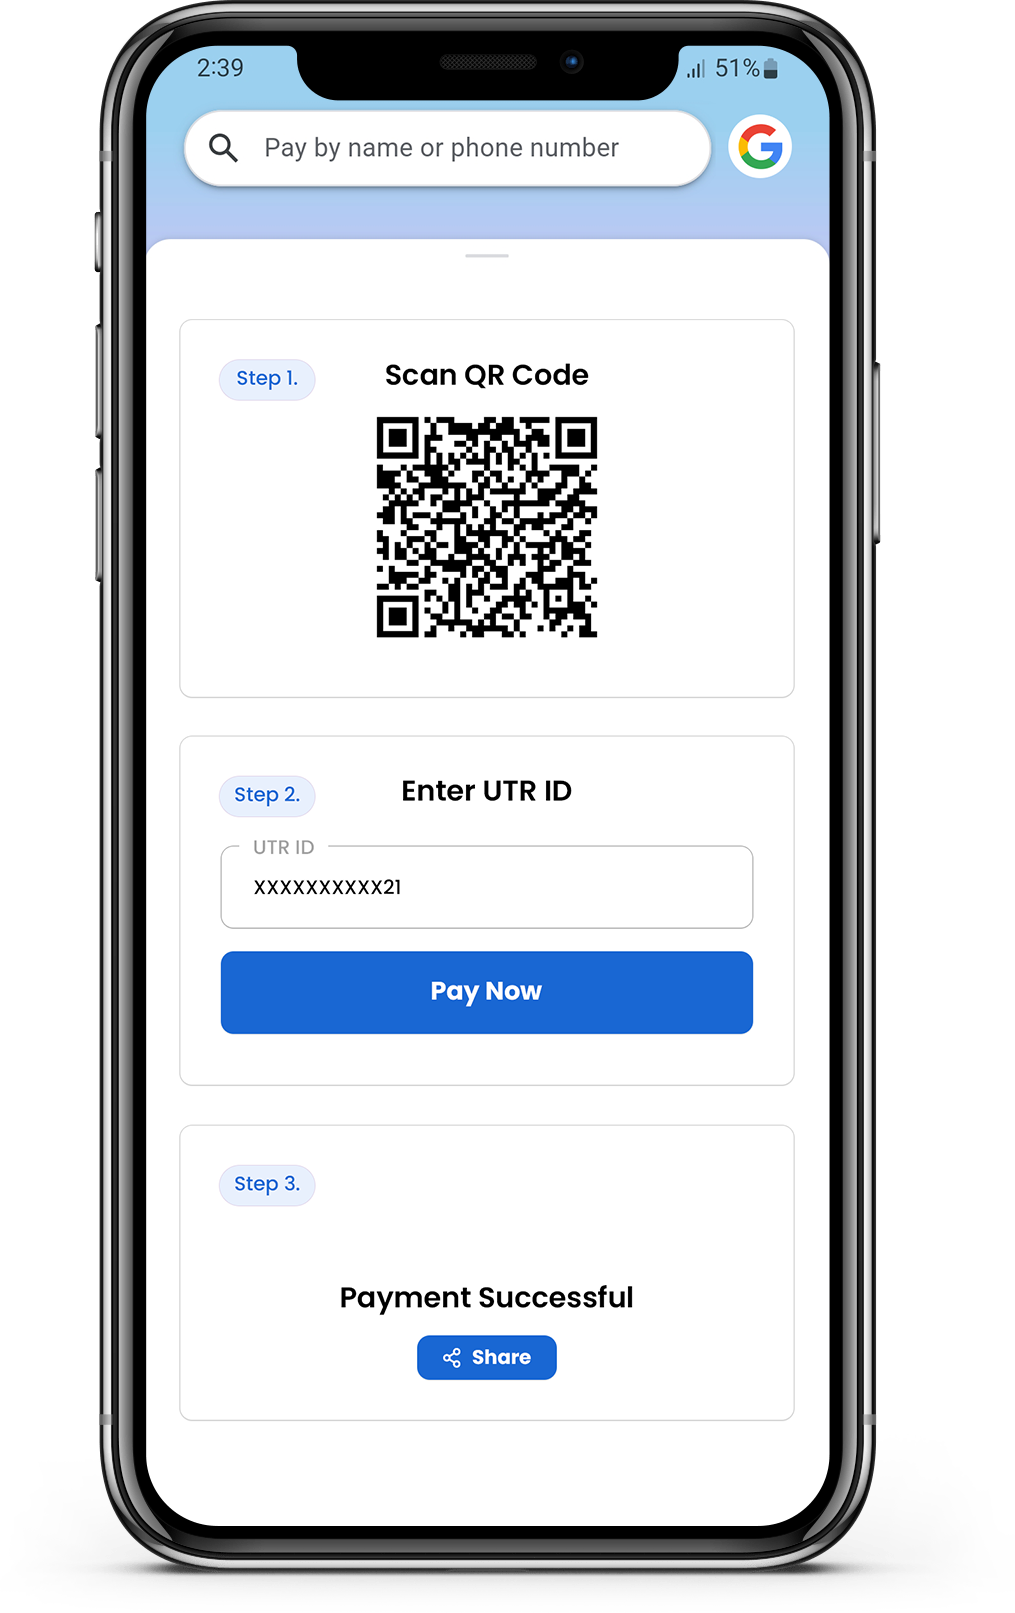 2:39
51%
Pay by name or phone number
Step 1.
Scan QR Code
Step 2.
Enter UTR ID
UTR ID
XXXXXXXXXX21
Pay Now
Step 3.
Payment Successful
Share